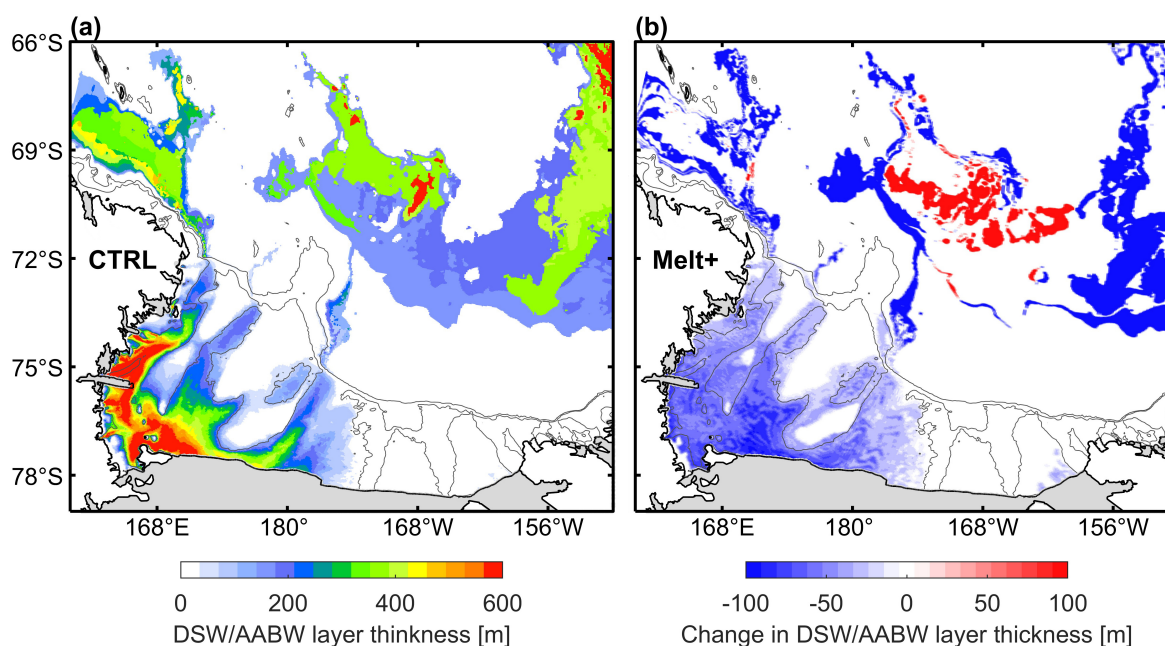 (a)
66°S
69°S
72°S
75°S
78°S
CTRL
168°E
180°
168°W
156°W
0
200
400
600
DSW/AABW layer thinkness [m]
(b)
Melt+
168°E
180°
168°W
156°W
-100
-50
0
50
100
Change in DSW/AABW layer thickness [m]